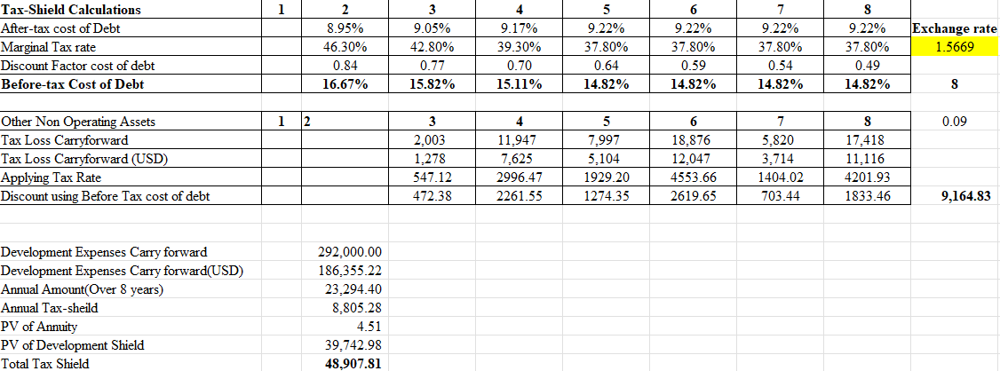 Tax-Shield Calculations 1 2 3 4 5 6 7 8
After-tax cost of Debt 8.95% 9.05% 9.17% 9.22% 9.22% 9.22% 9.22% Exchange rate
Marginal Tax rate 46.30% 42.80% 39.30% 37.80% 37.80% 37.80% 37.80% 1.5669
Discount Factor cost of debt 0.84 0.77 0.70 0.64 0.59 0.54 0.49
Before-tax Cost of Debt 16.67% 15.82% 15.11% 14.82% 14.82% 14.82% 14.82% 8
Other Non Operating Assets 1 2 3 4 5 6 7 8 0.09
Tax Loss Carryforward 2,003 11,947 7,997 18,876 5,820 17,418
Tax Loss Carryforward (USD) 1,278 7,625 5,104 12,047 3,714 11,116
Applying Tax Rate 547.12 2996.47 1929.20 4553.66 1404.02 4201.93
Discount using Before Tax cost of debt 472.38 2261.55 1274.35 2619.65 703.44 1833.46 9,164.83
Development Expenses Carry forward 292,000.00
Development Expenses Carry forward(USD) 186,355.22
Annual Amount(Over 8 years) 23,294.40
Annual Tax-sheild 8,805.28
PV of Annuity 4.51
PV of Development Shield 39,742.98
Total Tax Shield 48,907.81